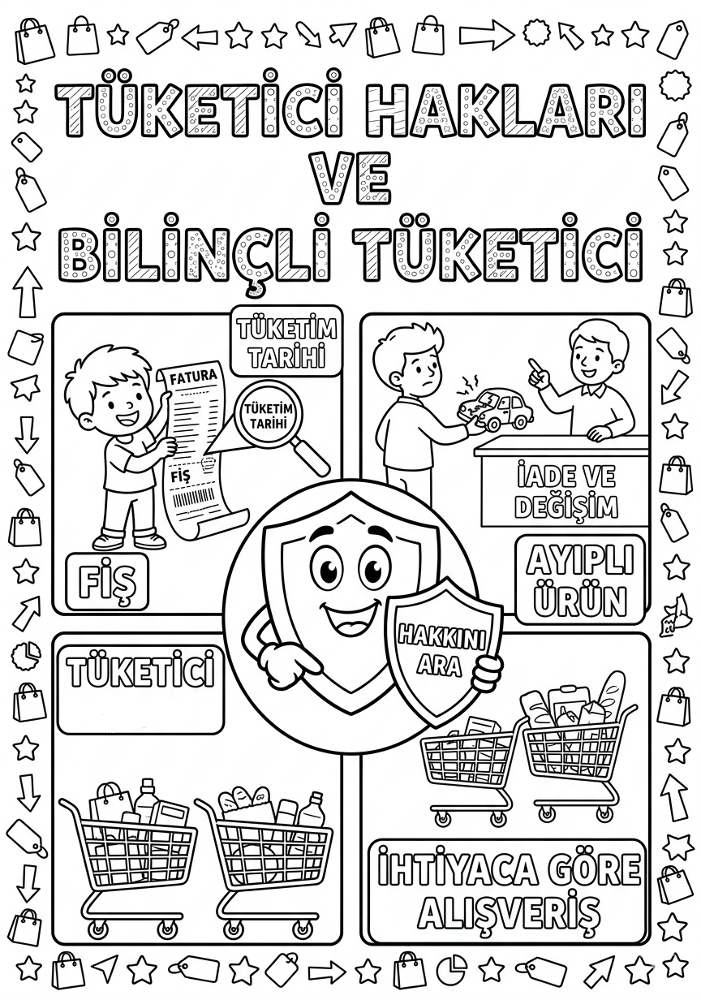 TÜKETİCİ HAKLARI
VE
BİLİNÇLİ TÜKETİCİ
TÜKETİM
TARİHİ
FATURA
TÜKETİM
TARİHİ
FİŞ
FİŞ
İADE VE
DEĞİŞİM
AYIPLI
ÜRÜN
HAKKINI
ARA
TÜKETİCİ
İHTİYACA GÖRE
ALIŞVERİŞ